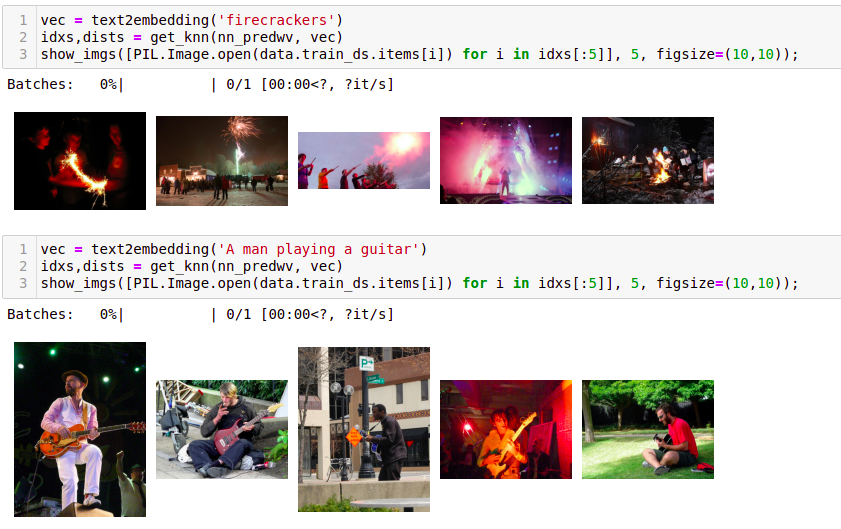 1 vec = text2embedding('firecrackers')
2 idxs,dists = get_knn(nn_predwv, vec)
3 show_imgs([PIL.Image.open(data.train_ds.items[i]) for i in idxs[:5]], 5, figsize=(10,10));
Batches:   0%|          | 0/1 [00:00<?, ?it/s]
1 vec = text2embedding('A man playing a guitar')
2 idxs,dists = get_knn(nn_predwv, vec)
3 show_imgs([PIL.Image.open(data.train_ds.items[i]) for i in idxs[:5]], 5, figsize=(10,10));
Batches:   0%|          | 0/1 [00:00<?, ?it/s]
P